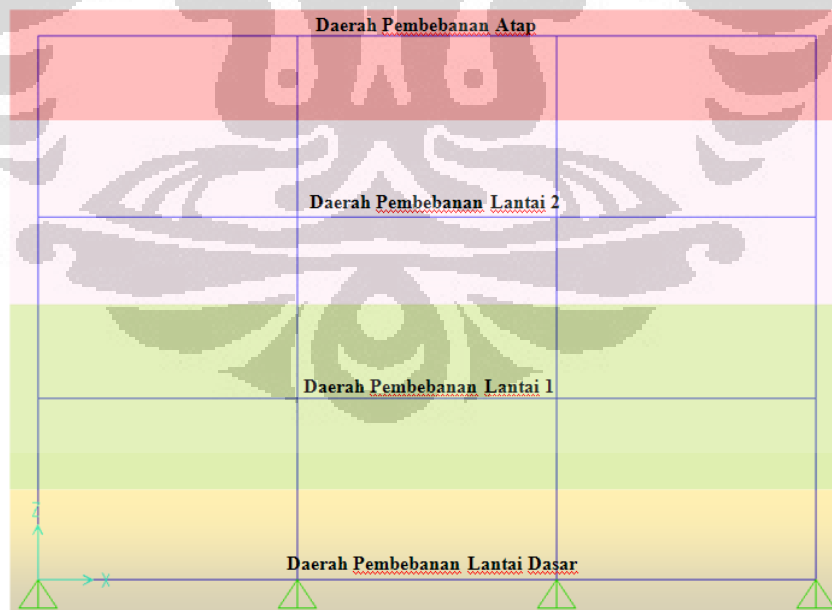 Daerah Pembebanan Atap
Daerah Pembebanan Lantai 2
Daerah Pembebanan Lantai 1
Z
X
Daerah Pembebanan Lantai Dasar